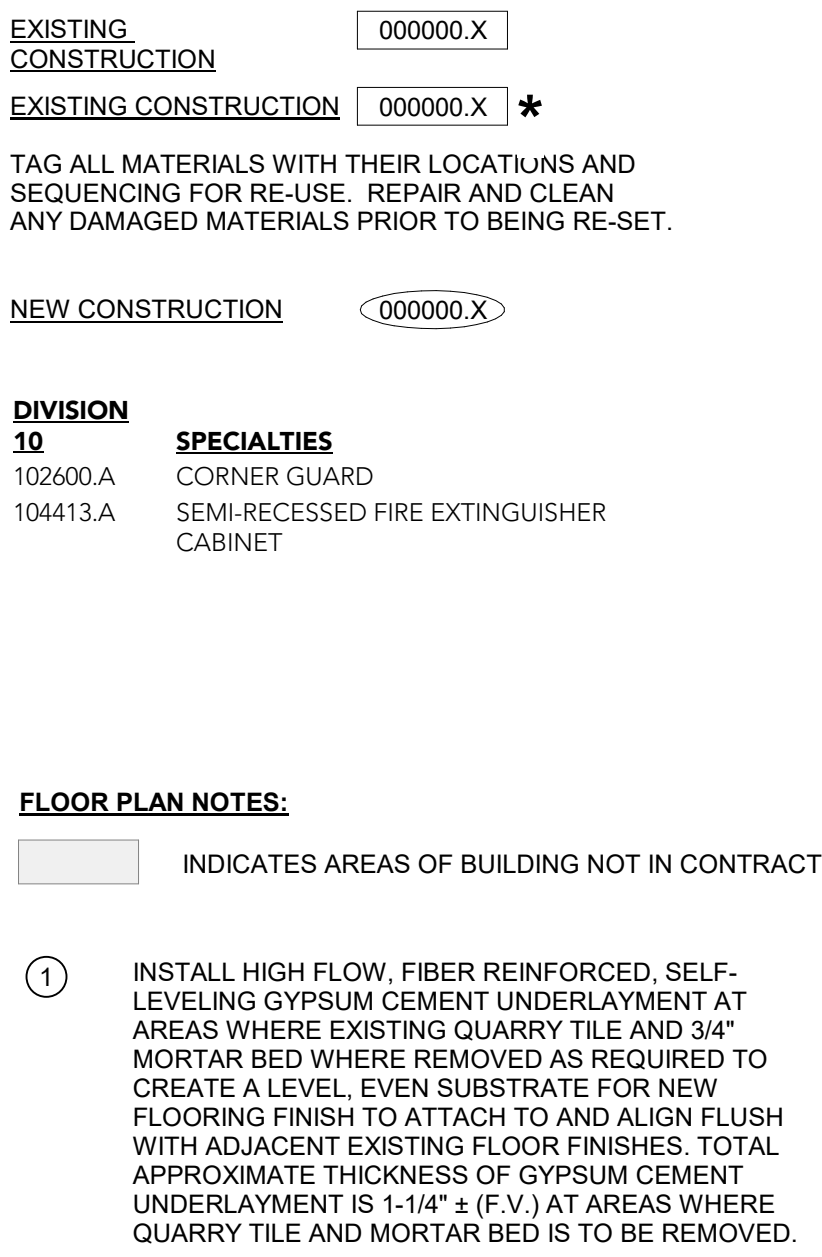 EXISTING
CONSTRUCTION
000000.X
EXISTING CONSTRUCTION 000000.X *
TAG ALL MATERIALS WITH THEIR LOCATIONS AND
SEQUENCING FOR RE-USE. REPAIR AND CLEAN
ANY DAMAGED MATERIALS PRIOR TO BEING RE-SET.
NEW CONSTRUCTION 000000.X
DIVISION
10 SPECIALTIES
102600.A CORNER GUARD
104413.A SEMI-RECESSED FIRE EXTINGUISHER
CABINET
FLOOR PLAN NOTES:
INDICATES AREAS OF BUILDING NOT IN CONTRACT
1 INSTALL HIGH FLOW, FIBER REINFORCED, SELF-
LEVELING GYPSUM CEMENT UNDERLAYMENT AT
AREAS WHERE EXISTING QUARRY TILE AND 3/4"
MORTAR BED WHERE REMOVED AS REQUIRED TO
CREATE A LEVEL, EVEN SUBSTRATE FOR NEW
FLOORING FINISH TO ATTACH TO AND ALIGN FLUSH
WITH ADJACENT EXISTING FLOOR FINISHES. TOTAL
APPROXIMATE THICKNESS OF GYPSUM CEMENT
UNDERLAYMENT IS 1-1/4" ± (F.V.) AT AREAS WHERE
QUARRY TILE AND MORTAR BED IS TO BE REMOVED.